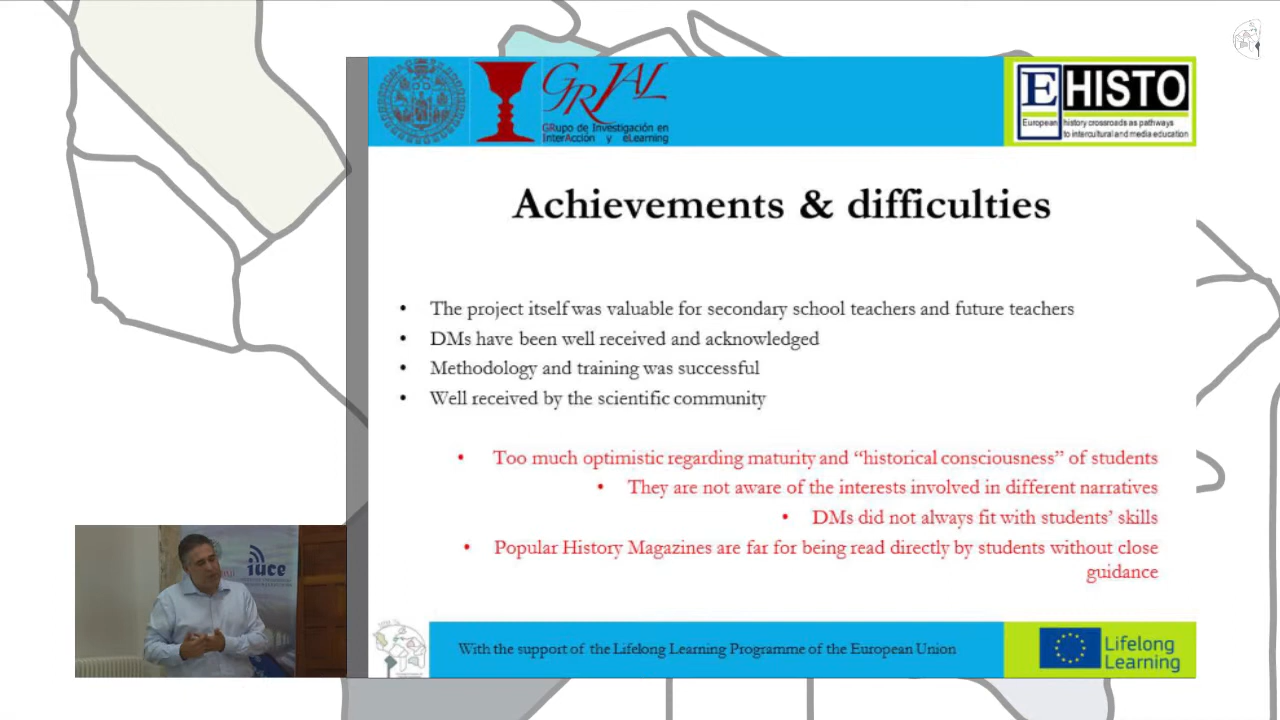 GRIAL
GRupo de Investigación en
InterAcción y eLearning
EHISTO
European history crossroads as pathways
to intercultural and media education
Achievements & difficulties
• The project itself was valuable for secondary school teachers and future teachers
• DMs have been well received and acknowledged
• Methodology and training was successful
• Well received by the scientific community
• Too much optimistic regarding maturity and “historical consciousness” of students
• They are not aware of the interests involved in different narratives
• DMs did not always fit with students’ skills
• Popular History Magazines are far for being read directly by students without close
guidance
iuce
With the support of the Lifelong Learning Programme of the European Union
Lifelong
Learning